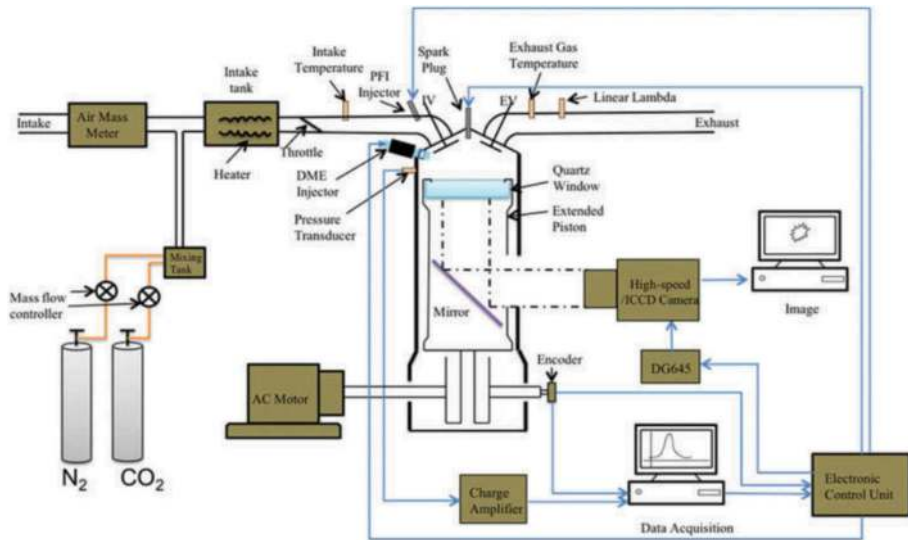 Intake
Air Mass
Meter
Intake
tank
Heater
Throttle
Intake
Temperature
PFI
Injector
IV
Spark
Plug
EV
Exhaust Gas
Temperature
Linear Lambda
Exhaust
DME
Injector
Pressure
Transducer
Quartz
Window
Extended
Piston
Mixing
Tank
Mass flow
controller
N2
CO2
Mirror
High-speed
/ICCD Camera
Image
DG645
AC Motor
Encoder
Charge
Amplifier
Data Acquisition
Electronic
Control Unit